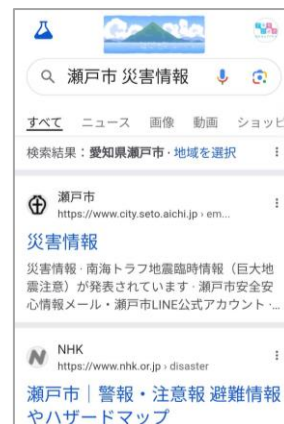 瀬戸市 災害情報
すべて ニュース 画像 動画 ショッピ
検索結果：愛知県瀬戸市・地域を選択
瀬戸市
https://www.city.seto.aichi.jp › em...
災害情報
災害情報・南海トラフ地震臨時情報（巨大地
震注意）が発表されています・瀬戸市安全安
心情報メール・瀬戸市LINE公式アカウント・...
N NHK
https://www.nhk.or.jp › disaster
瀬戸市｜警報・注意報 避難情報
やハザードマップ